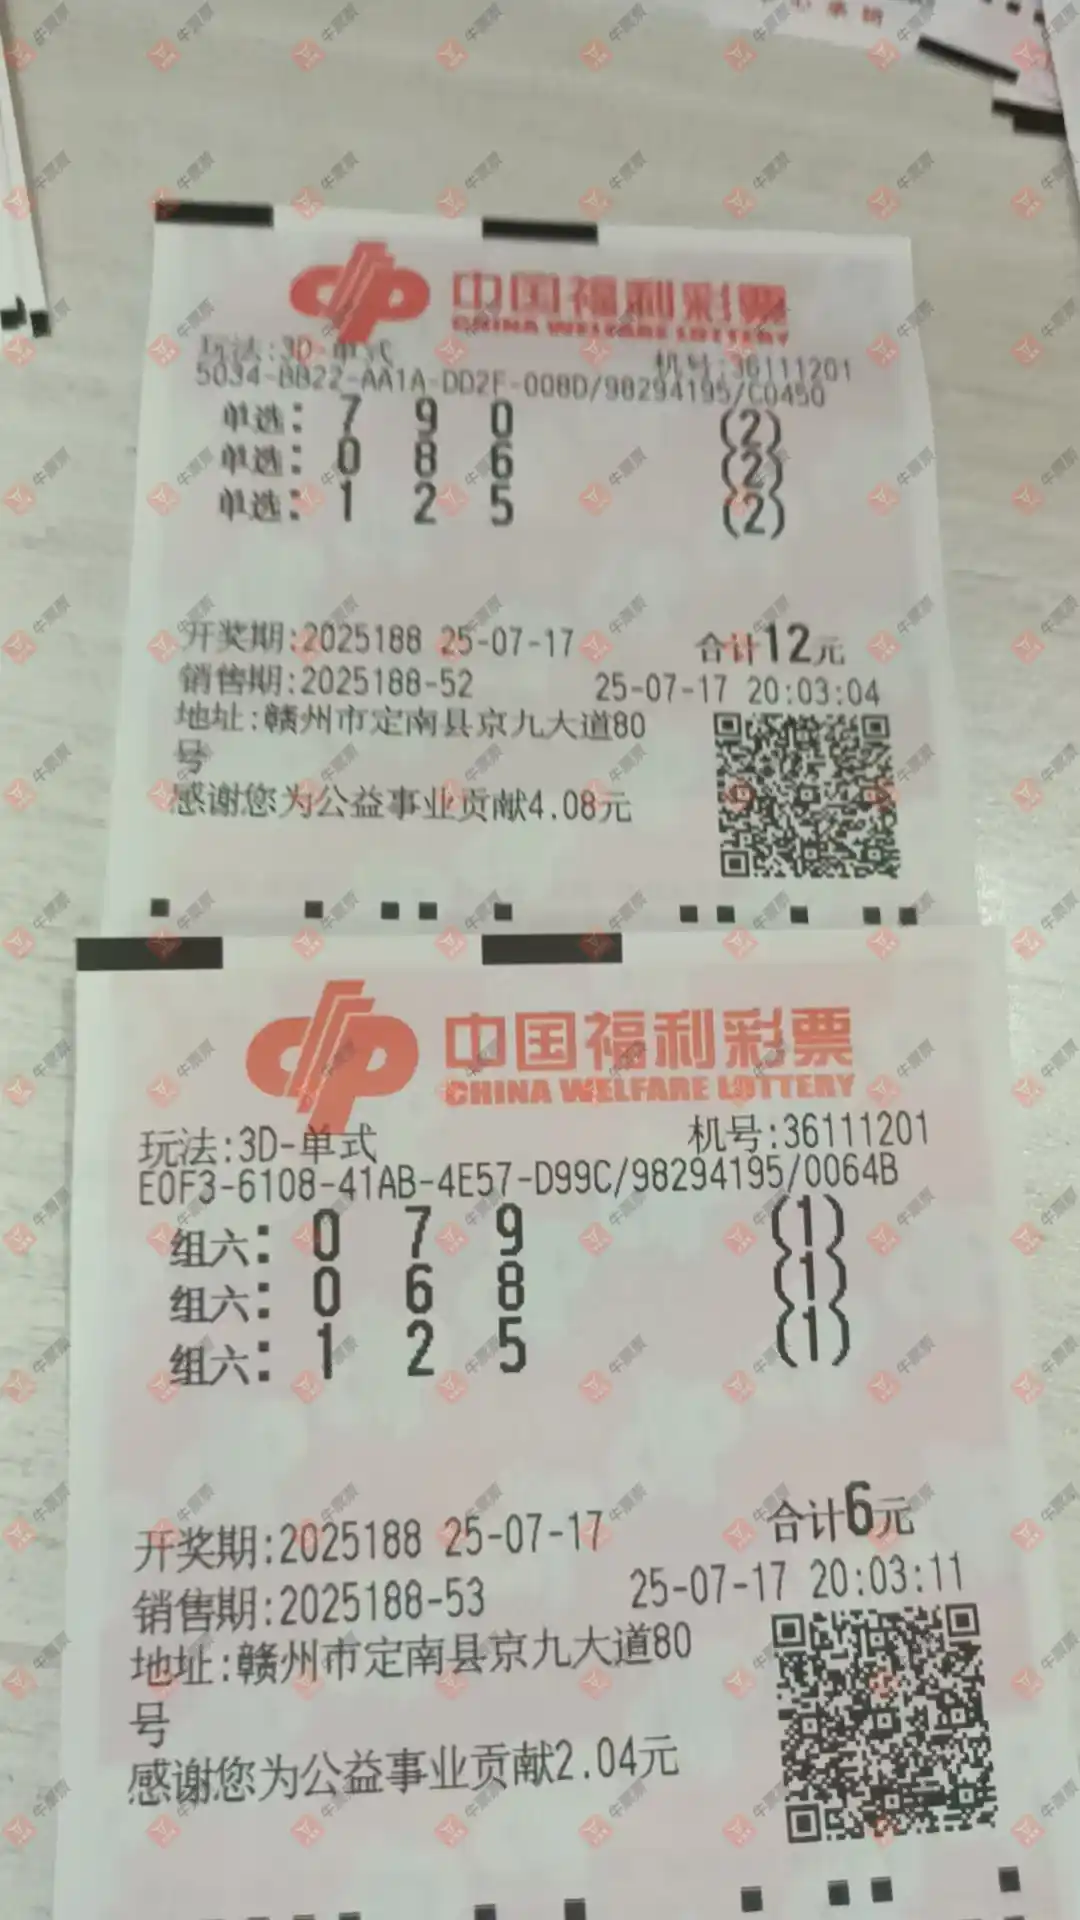 心 承 销
中国福利彩票
CHINA WELFARE LOTTERY
玩法:3D-单式 机号:36111201
5034-BB22-AA1A-DD2F-008D/98294195/C0450
单选: 7 9 0 (2)
单选: 0 8 6 (2)
单选: 1 2 5 (2)
开奖期:2025188 25-07-17 合计12元
销售期:2025188-52 25-07-17 20:03:04
地址:赣州市定南县京九大道80
号
感谢您为公益事业贡献4.08元
中国福利彩票
CHINA WELFARE LOTTERY
玩法:3D-单式 机号:36111201
E0F3-6108-41AB-4E57-D99C/98294195/0064B
组六: 0 7 9 (1)
组六: 0 6 8 (1)
组六: 1 2 5 (1)
开奖期:2025188 25-07-17 合计6元
销售期:2025188-53 25-07-17 20:03:11
地址:赣州市定南县京九大道80
号
感谢您为公益事业贡献2.04元
牛票票